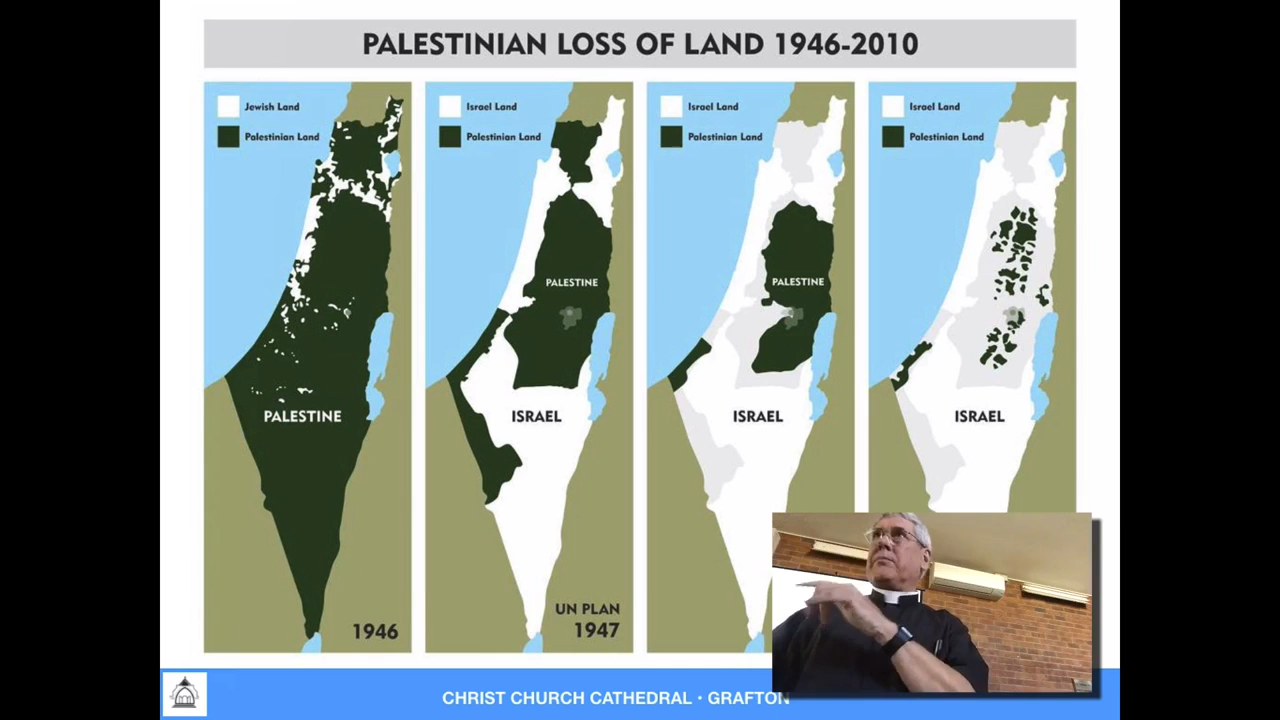 PALESTINIAN LOSS OF LAND 1946-2010
Jewish Land
Palestinian Land
PALESTINE
1946
Israel Land
Palestinian Land
PALESTINE
ISRAEL
UN PLAN
1947
Israel Land
Palestinian Land
PALESTINE
ISRAEL
Israel Land
Palestinian Land
ISRAEL
CHRIST CHURCH CATHEDRAL • GRAFTON